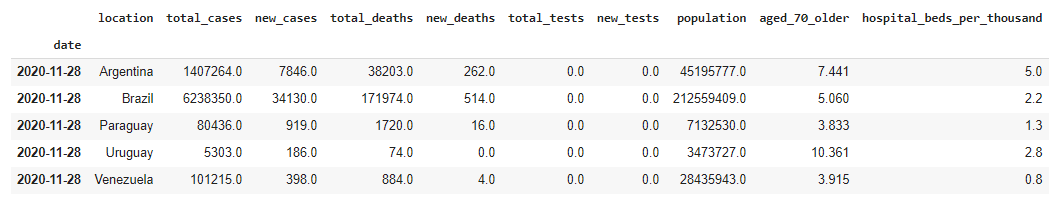 location total_cases new_cases total_deaths new_deaths total_tests new_tests population aged_70_older hospital_beds_per_thousand
date
2020-11-28 Argentina 1407264.0 7846.0 38203.0 262.0 0.0 0.0 45195777.0 7.441 5.0
2020-11-28 Brazil 6238350.0 34130.0 171974.0 514.0 0.0 0.0 212559409.0 5.060 2.2
2020-11-28 Paraguay 80436.0 919.0 1720.0 16.0 0.0 0.0 7132530.0 3.833 1.3
2020-11-28 Uruguay 5303.0 186.0 74.0 0.0 0.0 0.0 3473727.0 10.361 2.8
2020-11-28 Venezuela 101215.0 398.0 884.0 4.0 0.0 0.0 28435943.0 3.915 0.8